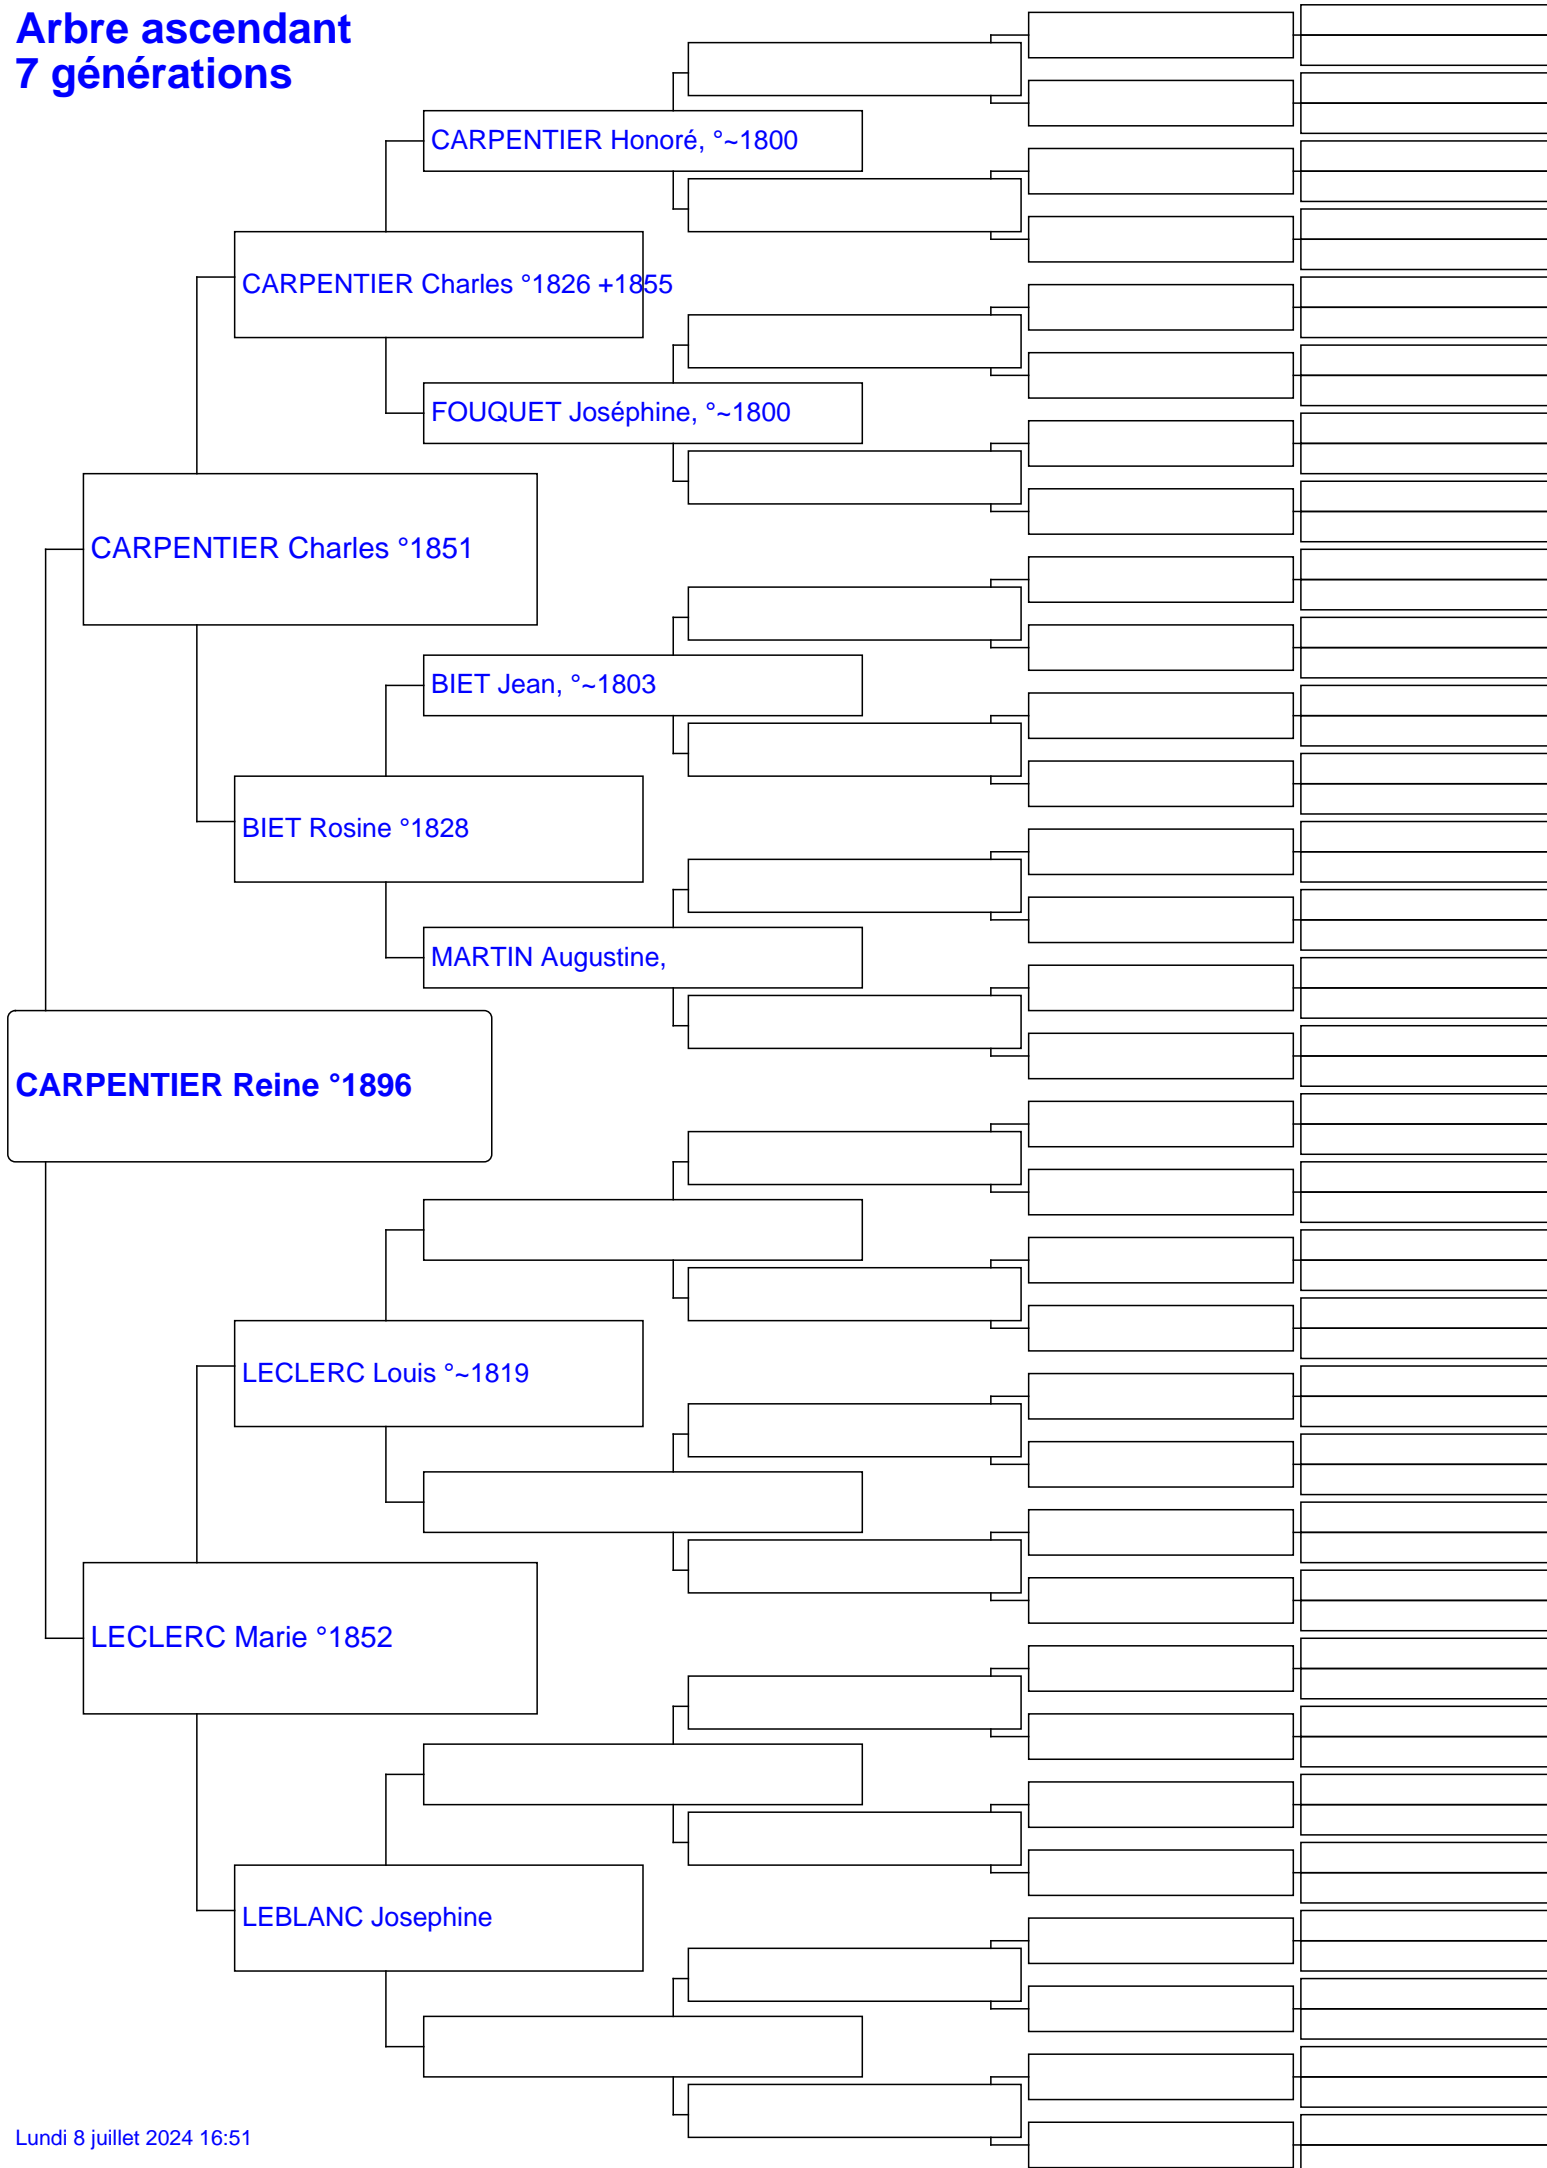 Arbre ascendant
7 générations
CARPENTIER Honoré, °~1800
CARPENTIER Charles °1826 +1855
FOUQUET Joséphine, °~1800
CARPENTIER Charles °1851
BIET Jean, °~1803
BIET Rosine °1828
MARTIN Augustine,
CARPENTIER Reine °1896
LECLERC Louis °~1819
LECLERC Marie °1852
LEBLANC Josephine
Lundi 8 juillet 2024 16:51